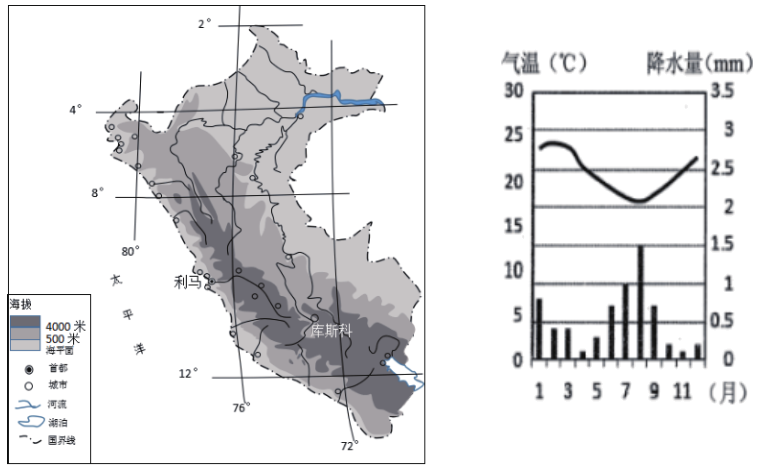 2°
4°
8°
80°
利马
太
平
洋
库斯科
12°
76°
72°
海拔
4000 米
500 米
海平面
首都
城市
河流
湖泊
国界线
气温（℃） 降水量(mm)
30 3.5
25 3
20 2.5
15 2
10 1.5
5 1
0 0.5
0
1 3 5 7 9 11 （月）